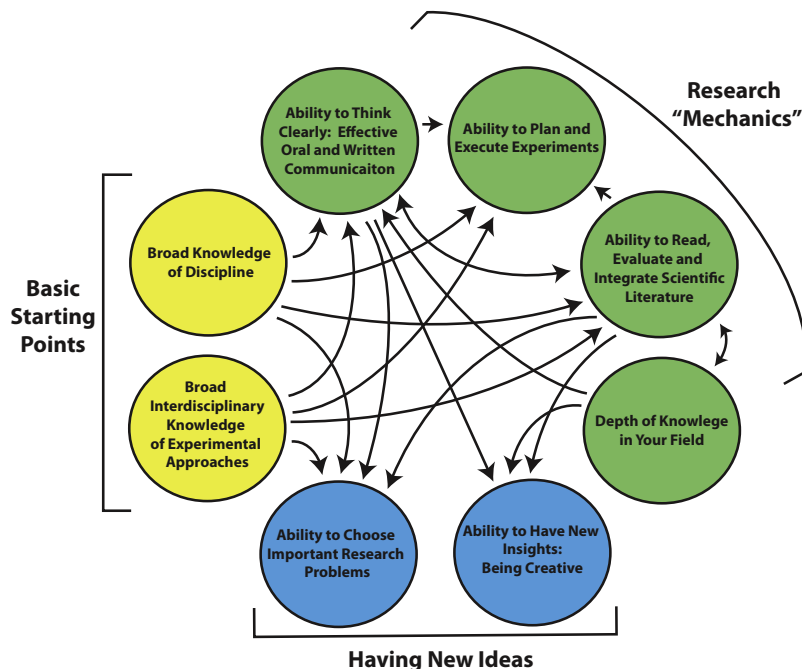 Research
"Mechanics"
Ability to Think
Clearly: Effective
Oral and Written
Communicaiton
Ability to Plan and
Execute Experiments
Broad Knowledge
of Discipline
Ability to Read,
Evaluate and
Integrate Scientific
Literature
Basic
Starting
Points
Broad
Interdisciplinary
Knowledge
of Experimental
Approaches
Depth of Knowlege
in Your Field
Ability to Choose
Important Research
Problems
Ability to Have New
Insights:
Being Creative
Having New Ideas